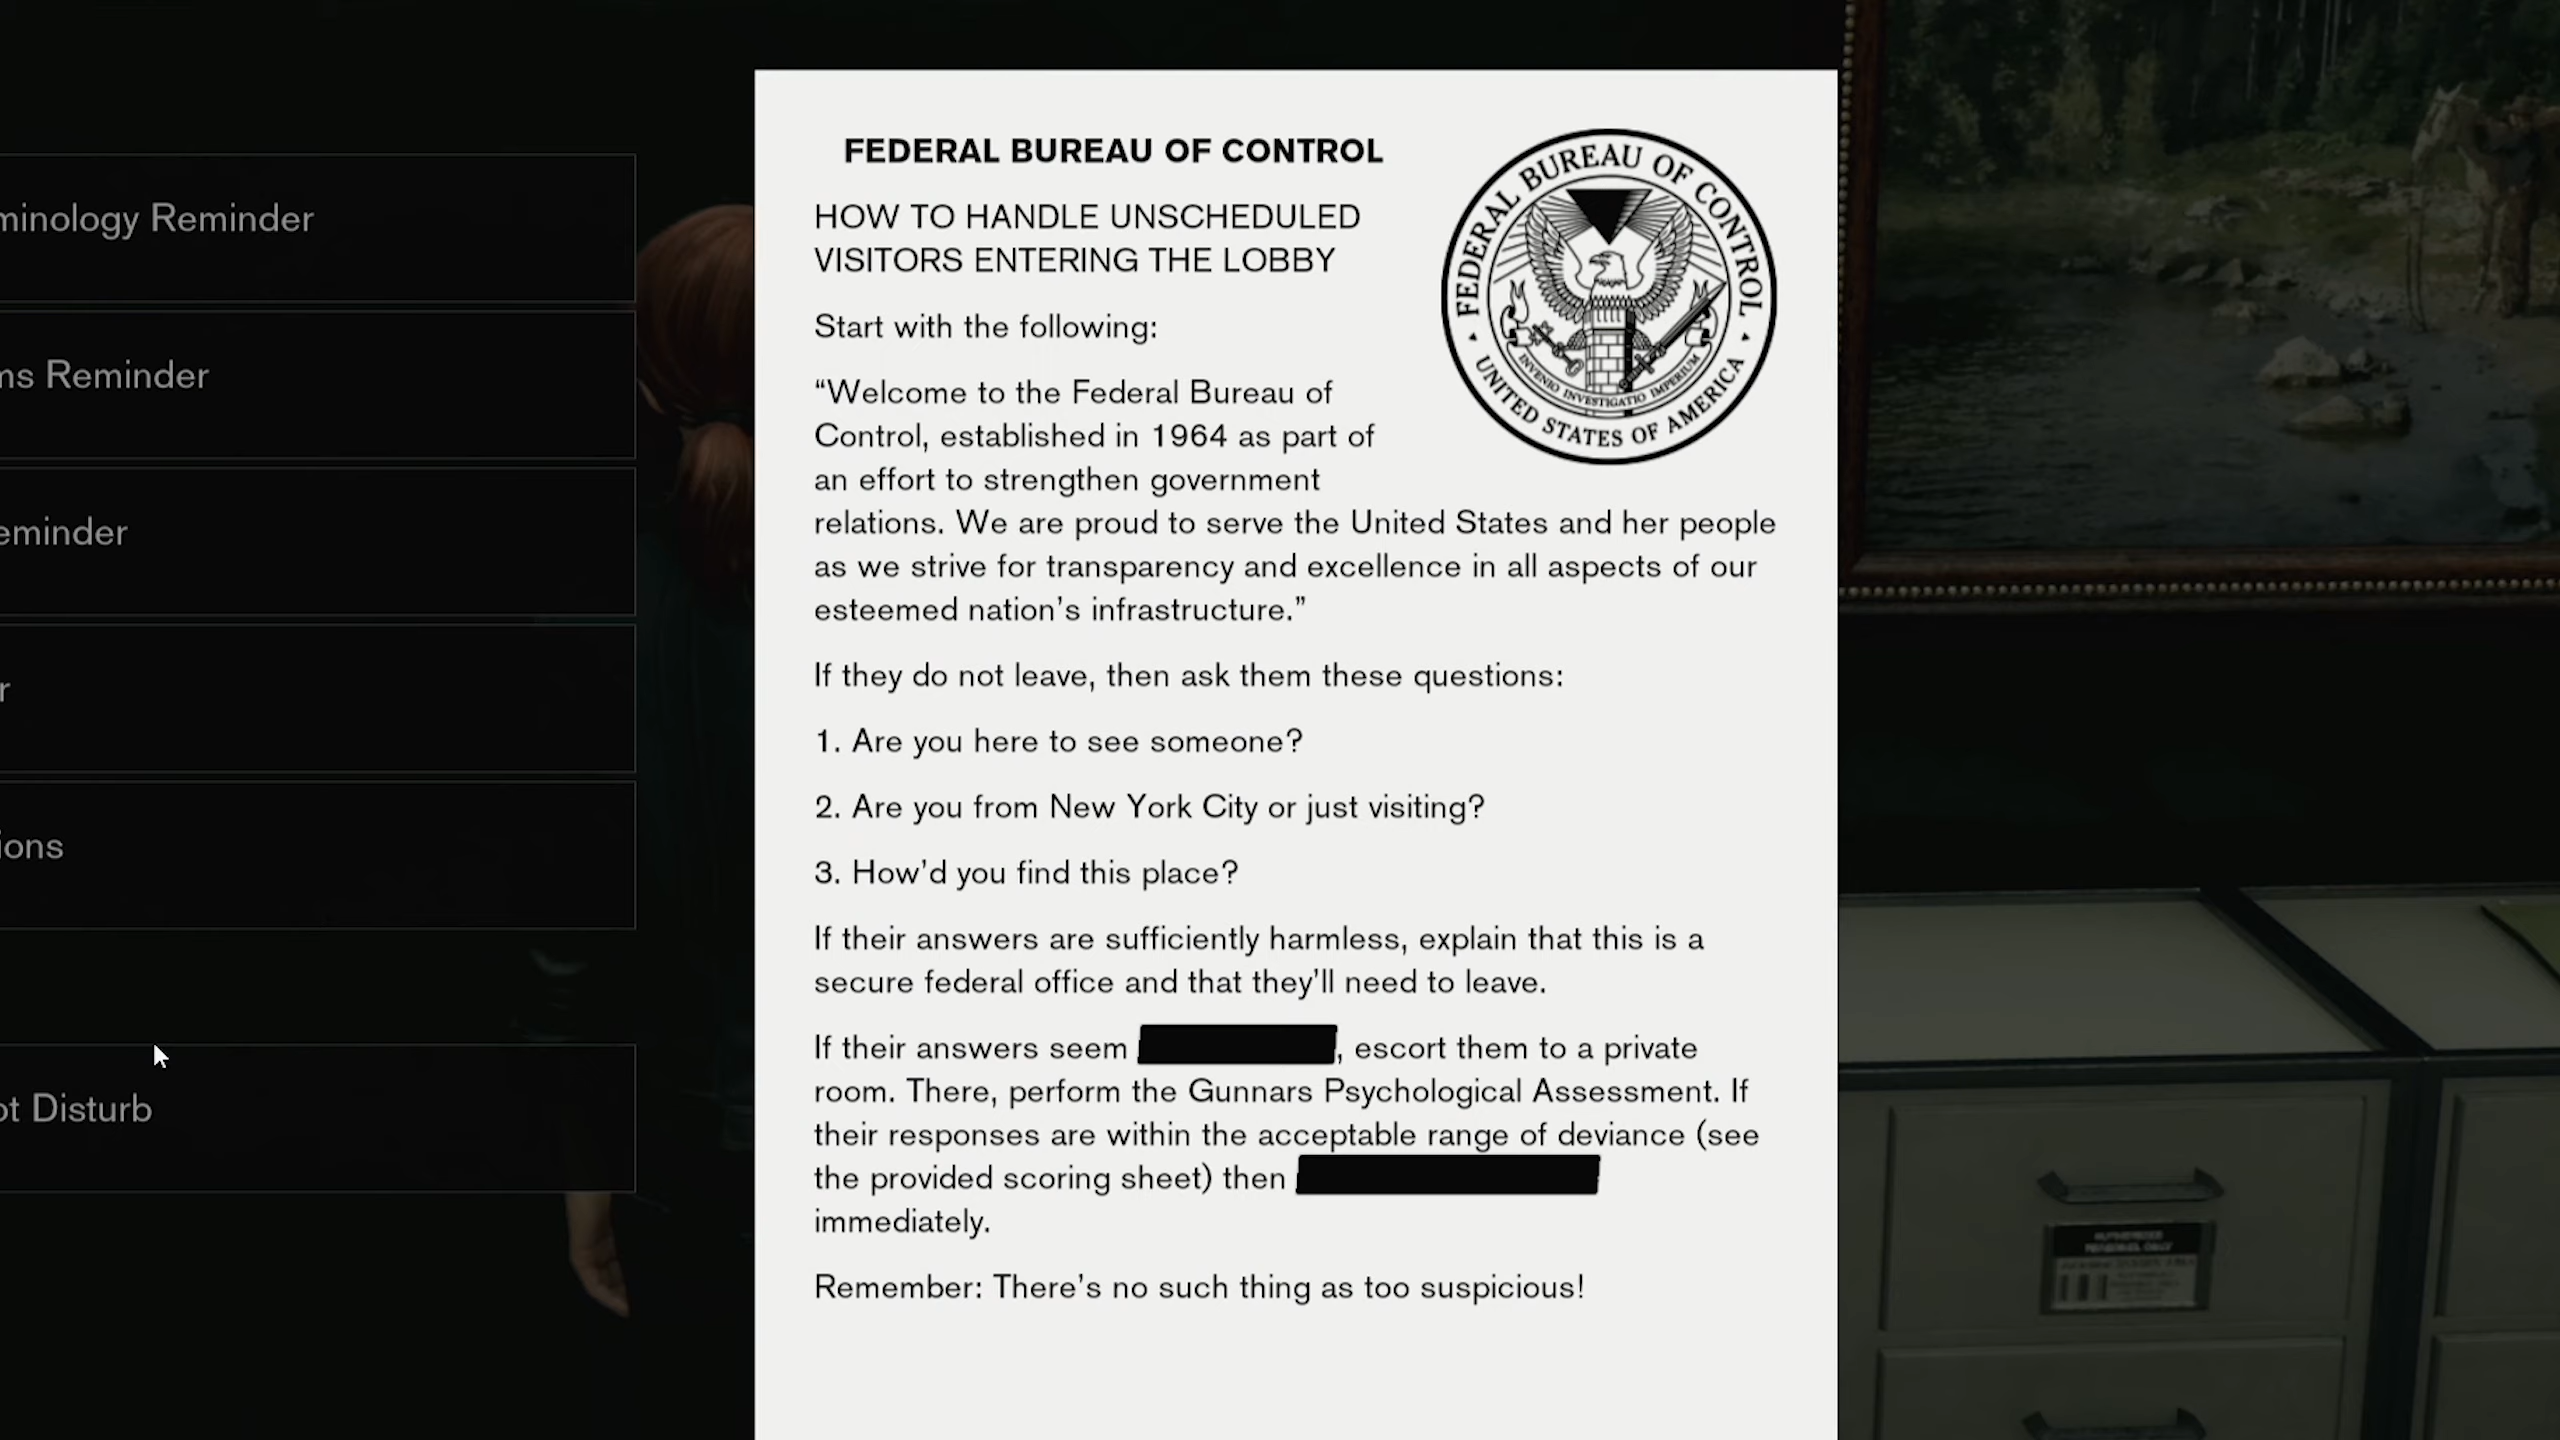 minology Reminder
ms Reminder
eminder
r
ions
ot Disturb
FEDERAL BUREAU OF CONTROL
HOW TO HANDLE UNSCHEDULED
VISITORS ENTERING THE LOBBY
Start with the following:
“Welcome to the Federal Bureau of
Control, established in 1964 as part of
an effort to strengthen government
relations. We are proud to serve the United States and her people
as we strive for transparency and excellence in all aspects of our
esteemed nation’s infrastructure.”
If they do not leave, then ask them these questions:
1. Are you here to see someone?
2. Are you from New York City or just visiting?
3. How’d you find this place?
If their answers are sufficiently harmless, explain that this is a
secure federal office and that they’ll need to leave.
If their answers seem , escort them to a private
room. There, perform the Gunnars Psychological Assessment. If
their responses are within the acceptable range of deviance (see
the provided scoring sheet) then
immediately.
Remember: There’s no such thing as too suspicious!
FEDERAL BUREAU OF CONTROL
UNITED STATES OF AMERICA
INVENIO INVESTIGATIO IMPERIUM